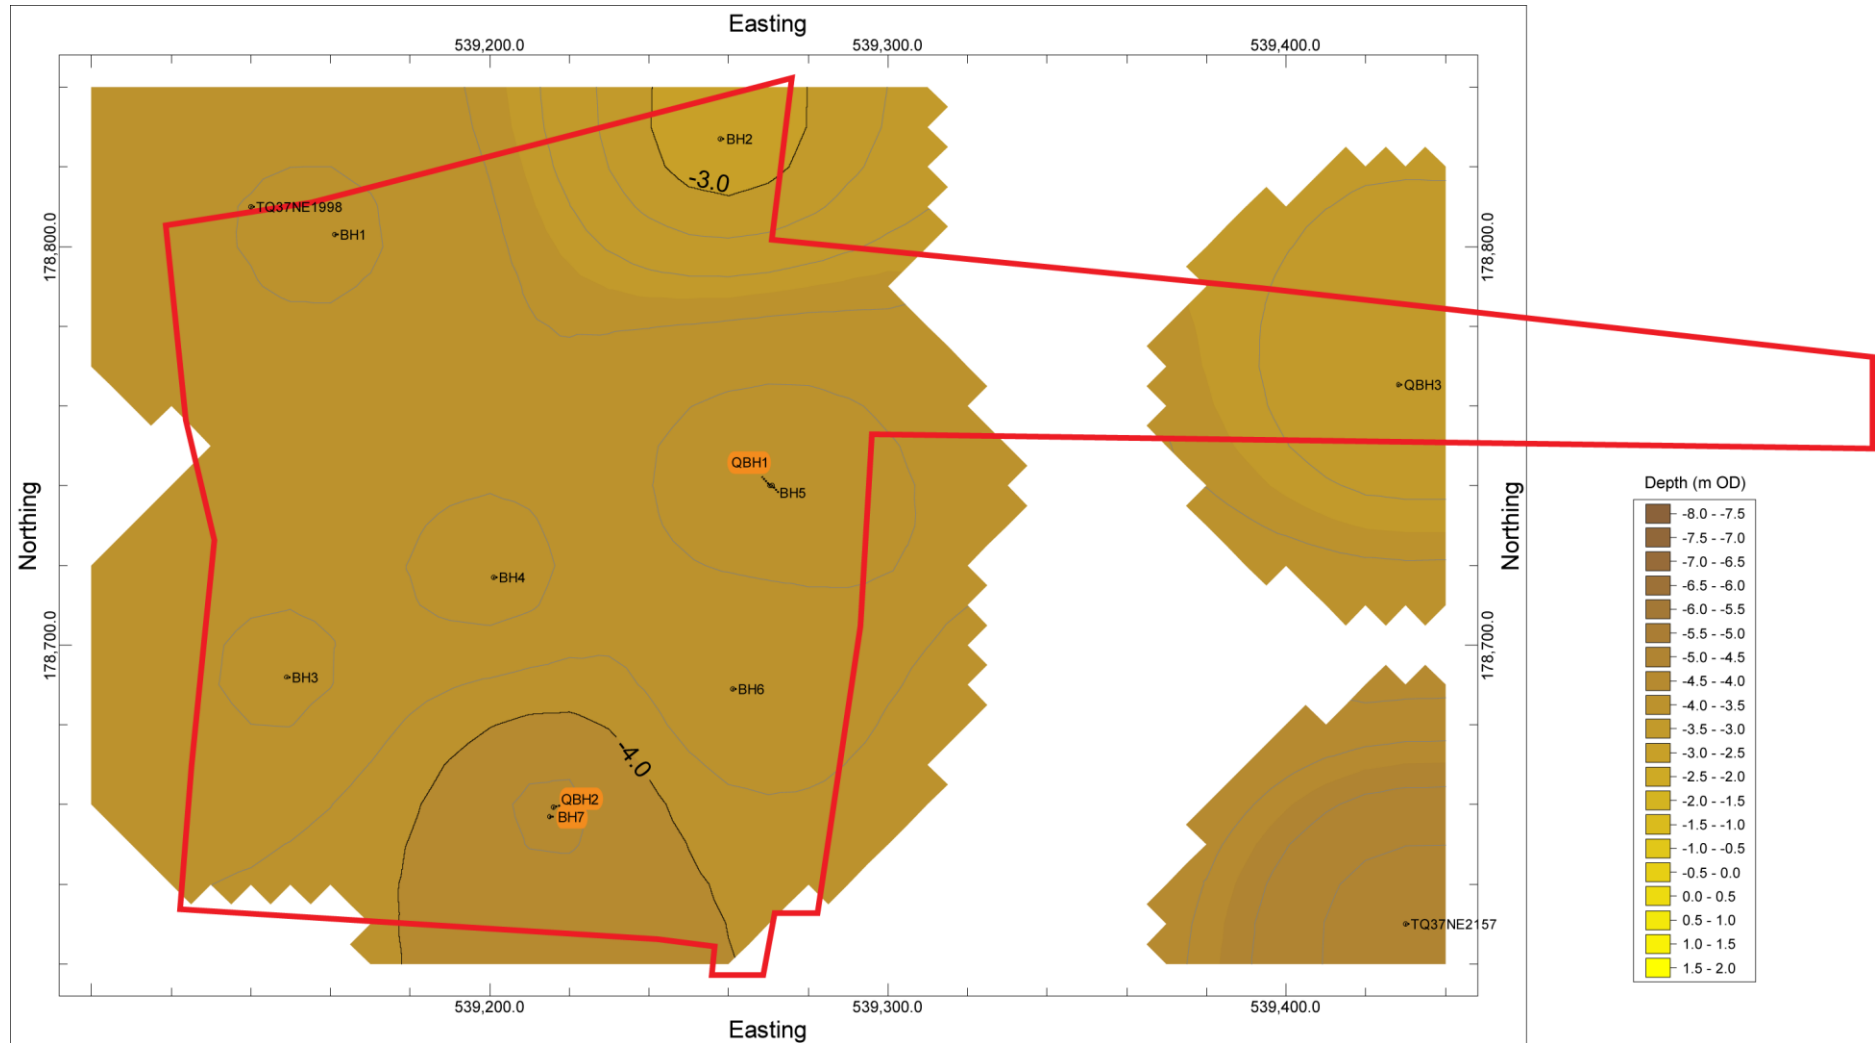 Easting
539,200.0 539,300.0 539,400.0
BH2
-3.0
TQ37NE1998
BH1
178,800.0
178,800.0
QBH3
QBH1
BH5
Northing
Northing
BH4
BH3
BH6
178,700.0
178,700.0
-4.0
QBH2
BH7
TQ37NE2157
539,200.0 539,300.0 539,400.0
Easting
Depth (m OD)
-8.0 - -7.5
-7.5 - -7.0
-7.0 - -6.5
-6.5 - -6.0
-6.0 - -5.5
-5.5 - -5.0
-5.0 - -4.5
-4.5 - -4.0
-4.0 - -3.5
-3.5 - -3.0
-3.0 - -2.5
-2.5 - -2.0
-2.0 - -1.5
-1.5 - -1.0
-1.0 - -0.5
-0.5 - 0.0
0.0 - 0.5
0.5 - 1.0
1.0 - 1.5
1.5 - 2.0